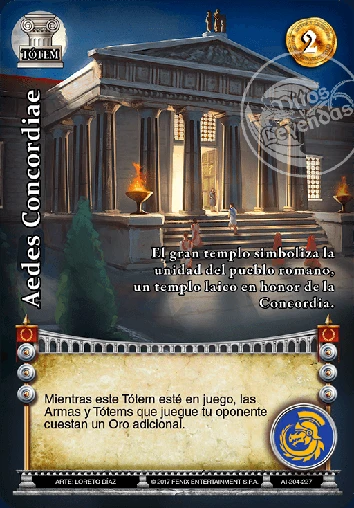 TÓTEM
2
Mitos
y
Leyendas
Aedes Concordiae
El gran templo simboliza la
unidad del pueblo romano,
un templo laico en honor de la
Concordia.
Mientras este Tótem esté en juego, las
Armas y Tótems que juegue tu oponente
cuestan un Oro adicional.
ARTE: LORETO DÍAZ
© 2017 FENIX ENTERTAINMENT S.P.A.